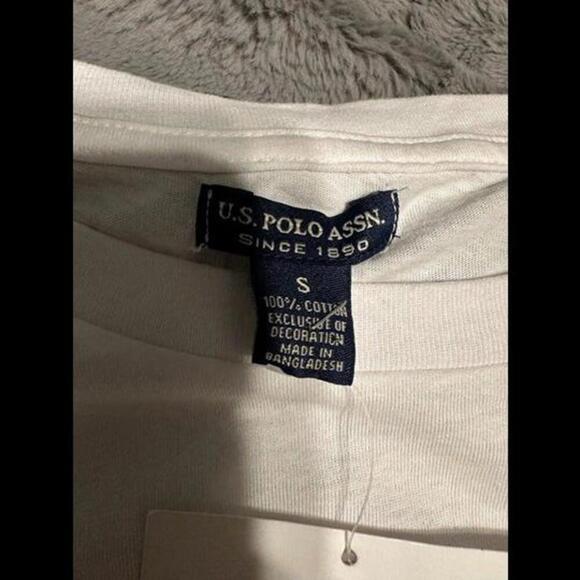 U.S. POLO ASSN.
SINCE 1890
S
100% COTTON
EXCLUSIVE OF
DECORATION
MADE IN
BANGLADESH